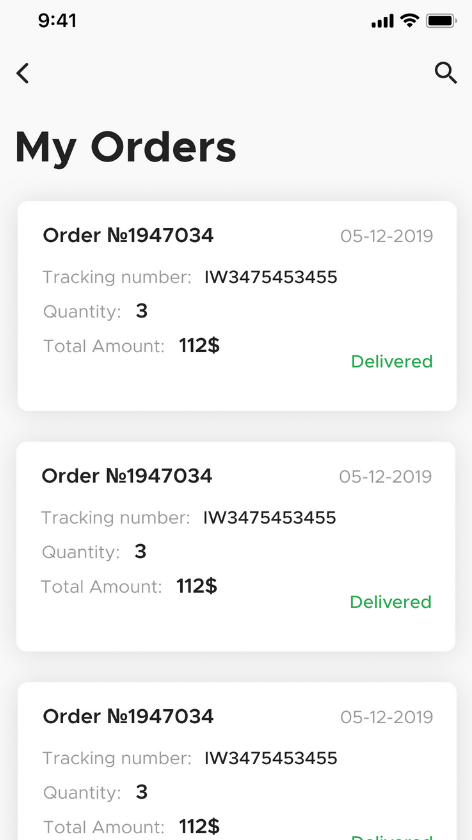 9:41
My Orders
Order №1947034 05-12-2019
Tracking number: IW3475453455
Quantity: 3
Total Amount: 112$
Delivered
Order №1947034 05-12-2019
Tracking number: IW3475453455
Quantity: 3
Total Amount: 112$
Delivered
Order №1947034 05-12-2019
Tracking number: IW3475453455
Quantity: 3
Total Amount: 112$